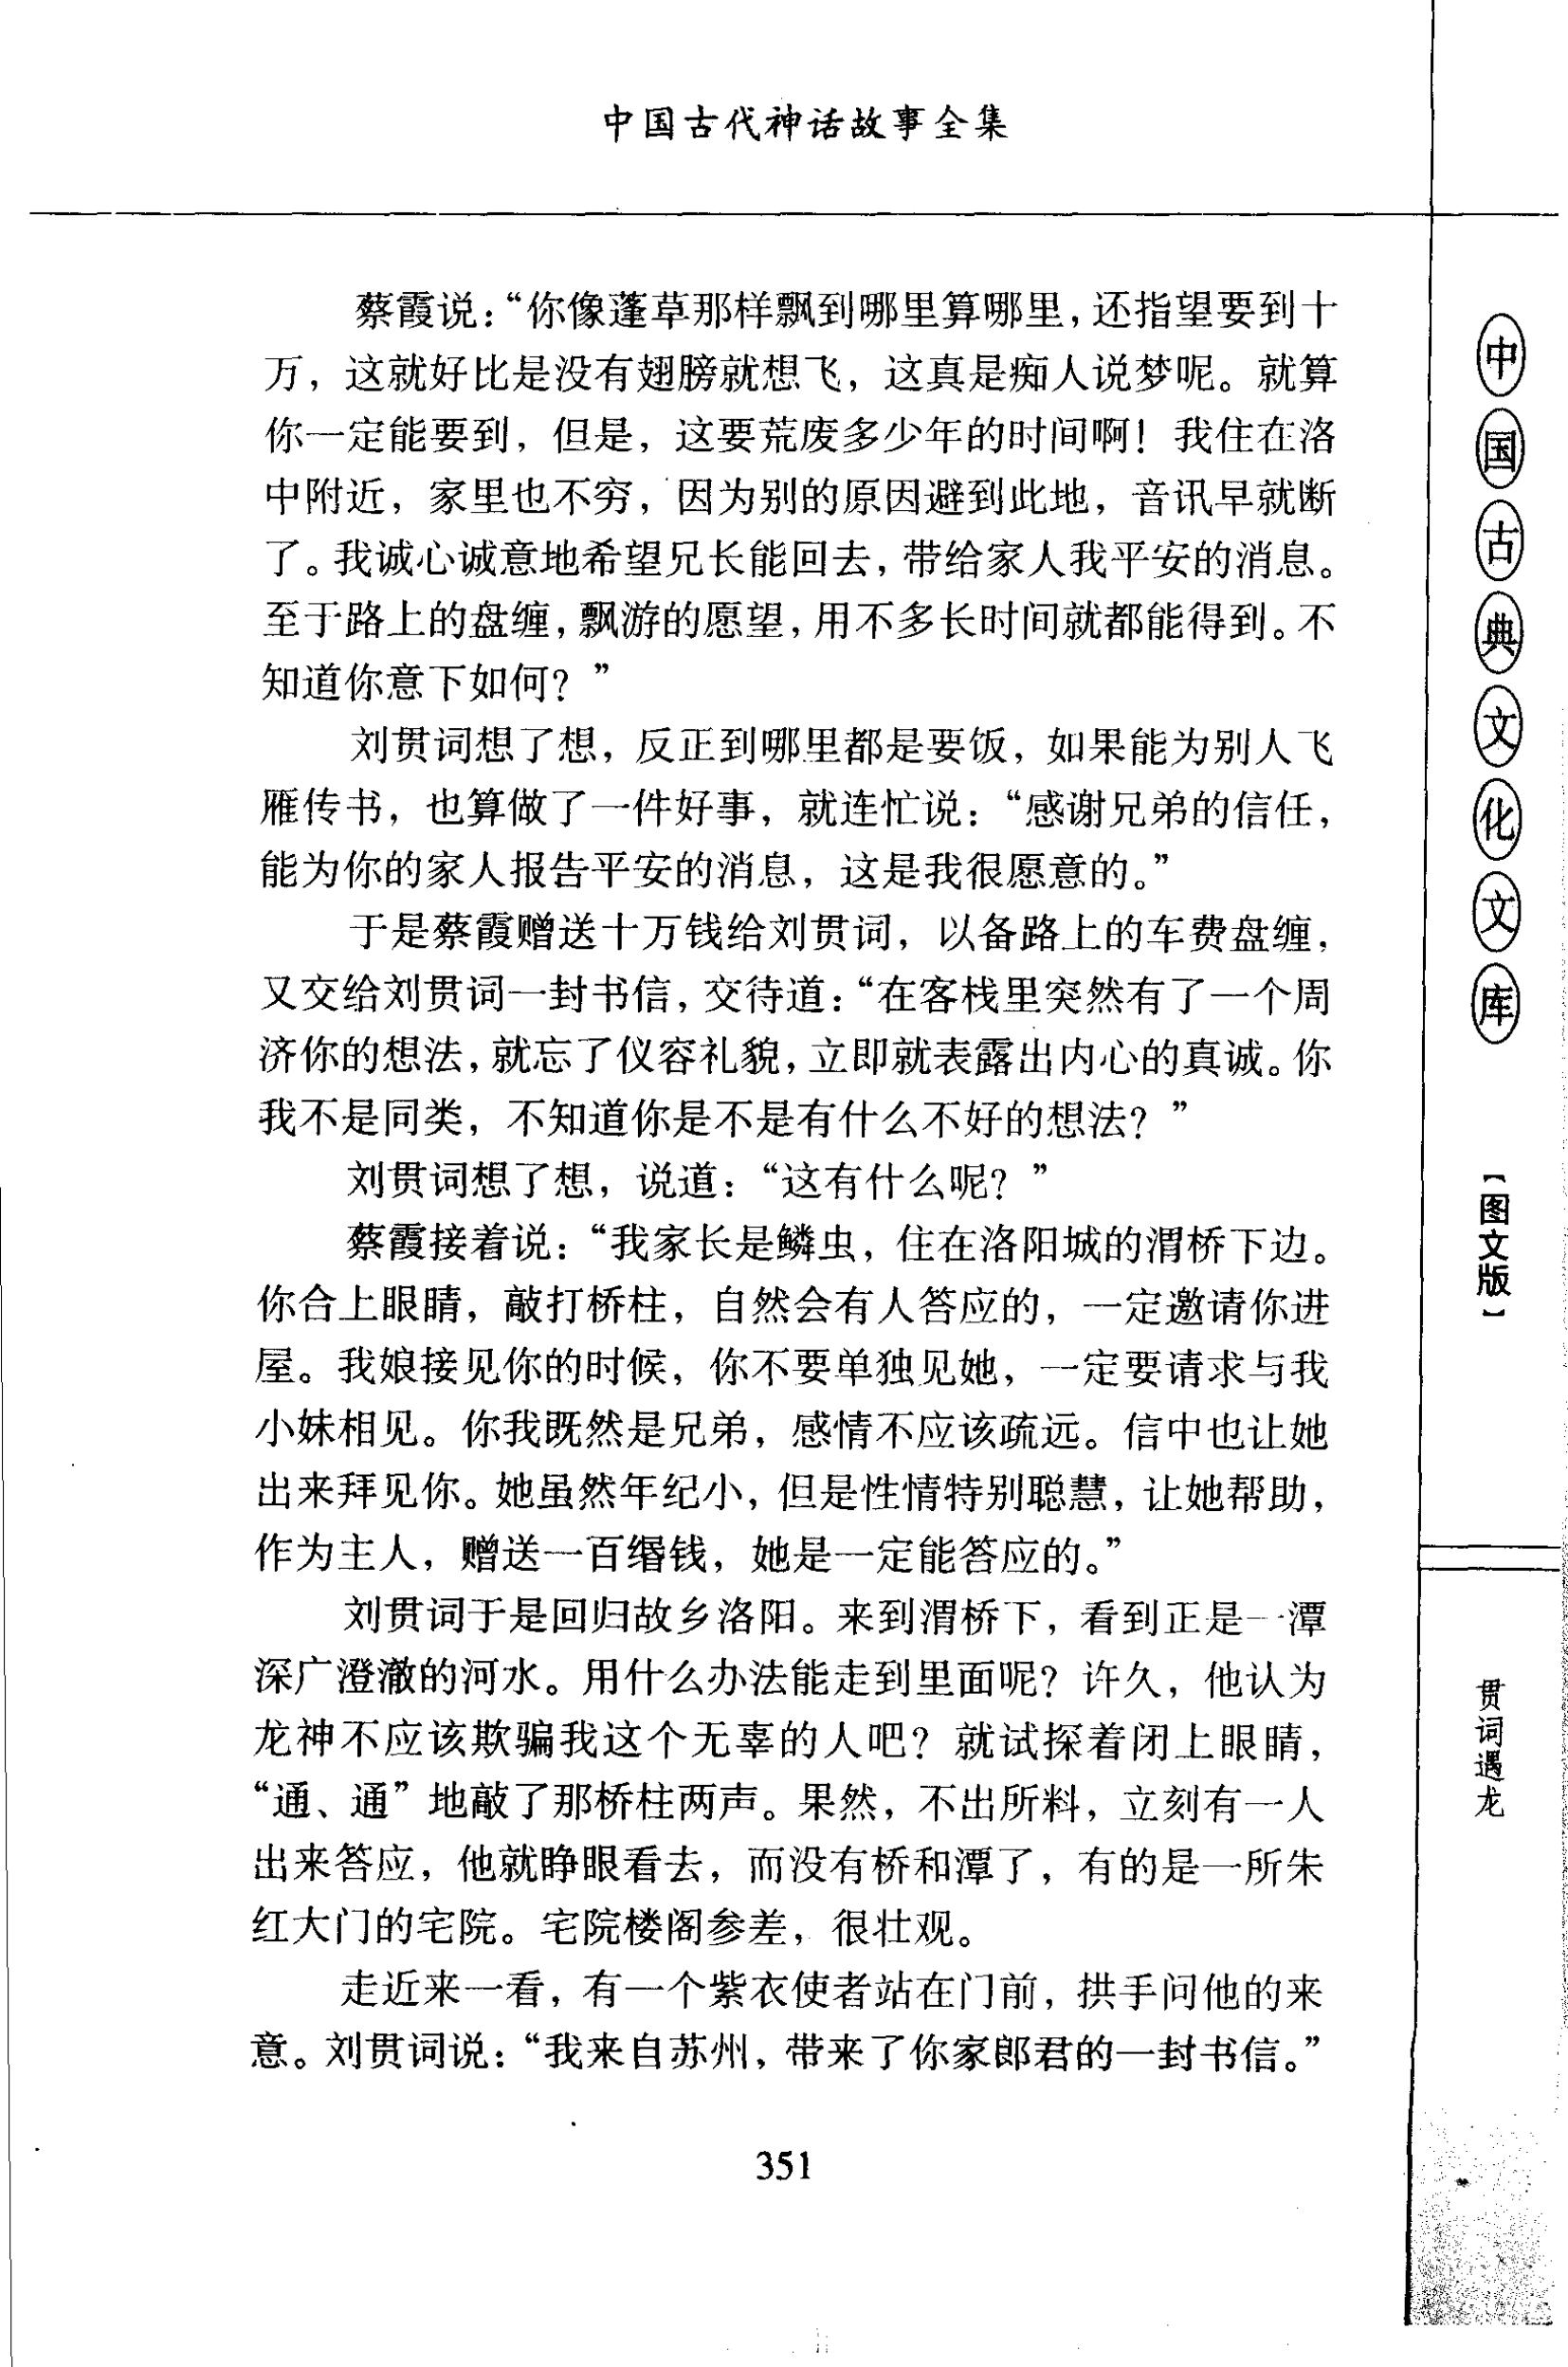 中国古代神话故事全集
蔡霞说：“你像蓬草那样飘到哪里算哪里，还指望要到十
万，这就好比是没有翅膀就想飞，这真是痴人说梦呢。就算
你一定能要到，但是，这要荒废多少年的时间啊！我住在洛
中附近，家里也不穷，因为别的原因避到此地，音讯早就断
了。我诚心诚意地希望兄长能回去，带给家人我平安的消息。
至于路上的盘缠，飘游的愿望，用不多长时间就都能得到。不
知道你意下如何？”
刘贯词想了想，反正到哪里都是要饭，如果能为别人飞
雁传书，也算做了一件好事，就连忙说：“感谢兄弟的信任，
能为你的家人报告平安的消息，这是我很愿意的。”
于是蔡霞赠送十万钱给刘贯词，以备路上的车费盘缠，
又交给刘贯词一封书信，交待道：“在客栈里突然有了一个周
济你的想法，就忘了仪容礼貌，立即就表露出内心的真诚。你
我不是同类，不知道你是不是有什么不好的想法？”
刘贯词想了想，说道：“这有什么呢？”
蔡霞接着说：“我家长是鳞虫，住在洛阳城的渭桥下边。
你合上眼睛，敲打桥柱，自然会有人答应的，一定邀请你进
屋。我娘接见你的时候，你不要单独见她，一定要请求与我
小妹相见。你我既然是兄弟，感情不应该疏远。信中也让她
出来拜见你。她虽然年纪小，但是性情特别聪慧，让她帮助，
作为主人，赠送一百缗钱，她是一定能答应的。”
刘贯词于是回归故乡洛阳。来到渭桥下，看到正是一潭
深广澄澈的河水。用什么办法能走到里面呢？许久，他认为
龙神不应该欺骗我这个无辜的人吧？就试探着闭上眼睛，
“通、通”地敲了那桥柱两声。果然，不出所料，立刻有一人
出来答应，他就睁眼看去，而没有桥和潭了，有的是一所朱
红大门的宅院。宅院楼阁参差，很壮观。
走近来一看，有一个紫衣使者站在门前，拱手问他的来
意。刘贯词说：“我来自苏州，带来了你家郎君的一封书信。”
351
中国古典文化文库
【图文版】
贯词遇龙